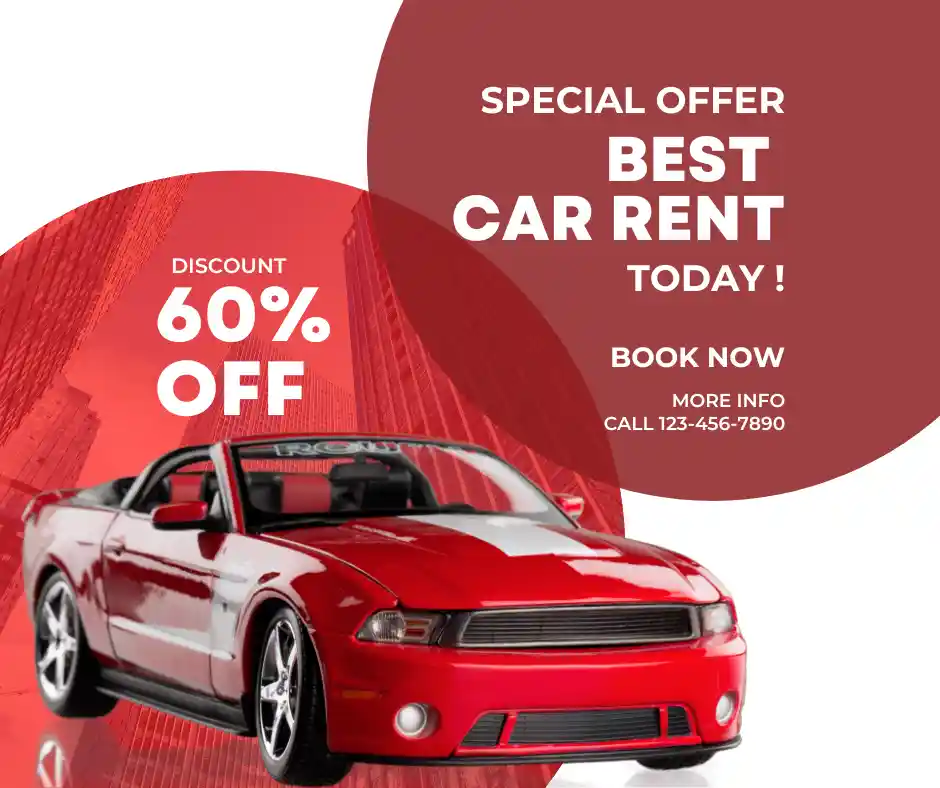 SPECIAL OFFER
BEST
CAR RENT
TODAY !
BOOK NOW
MORE INFO
CALL 123-456-7890
DISCOUNT
60%
OFF